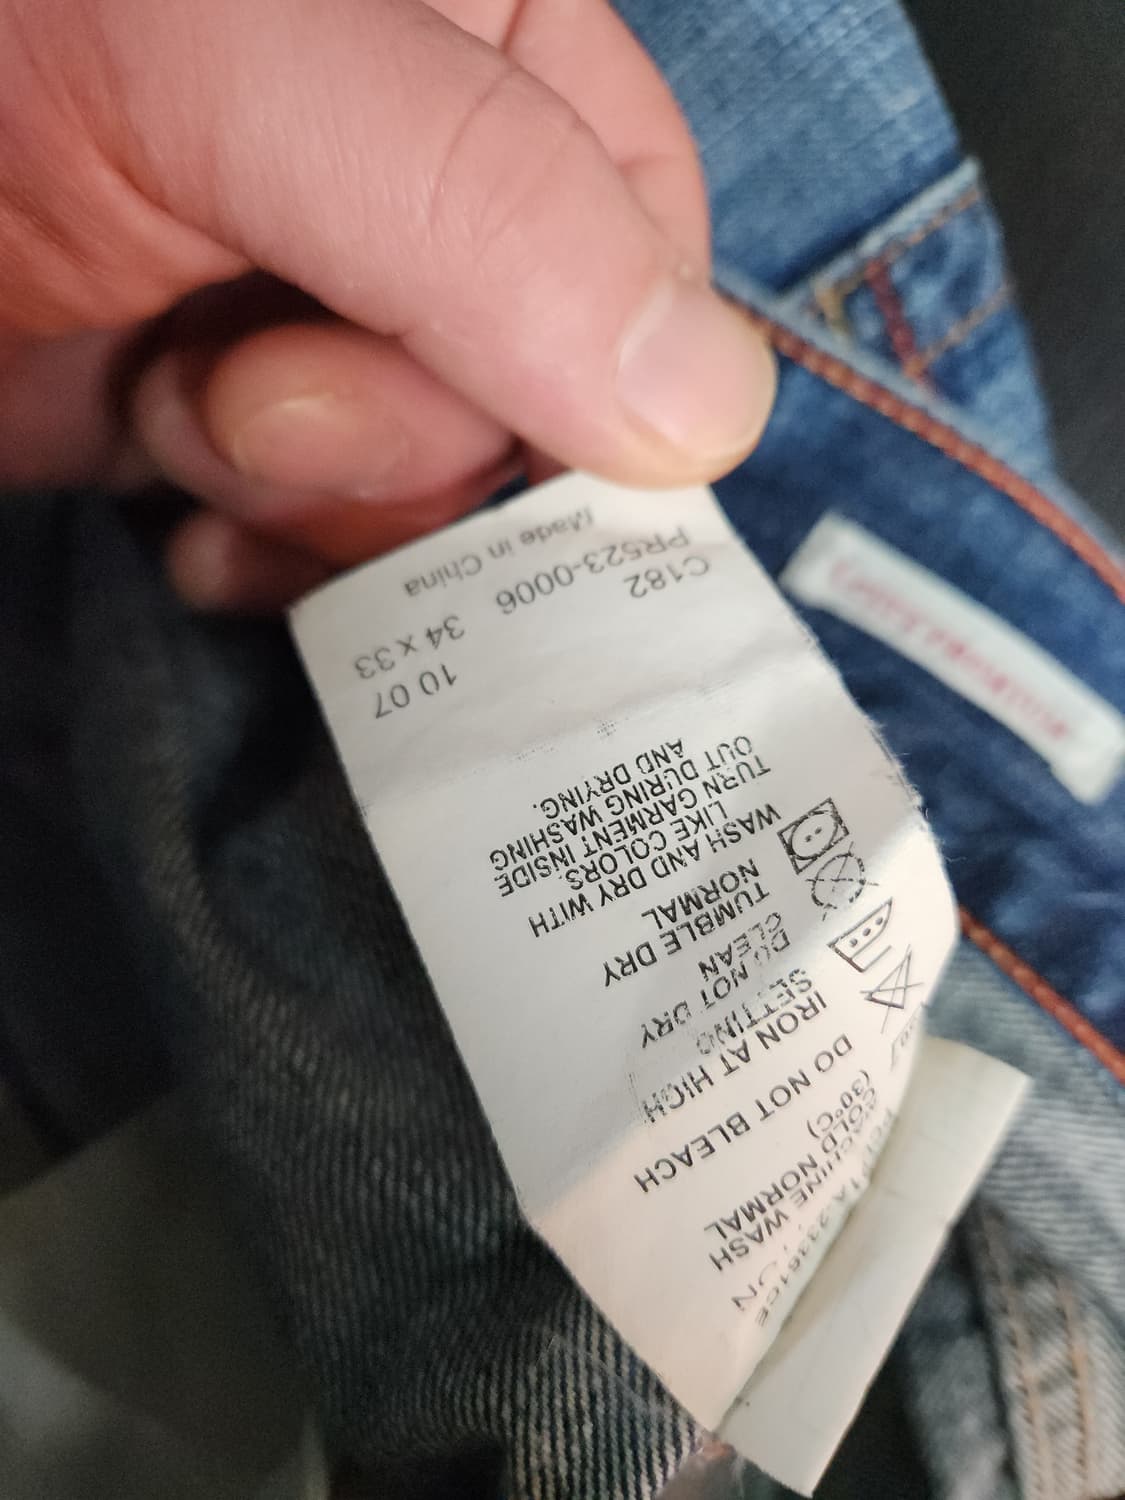 MACHINE WASH
COLD NORMAL
(30°C)
DO NOT BLEACH
IRON AT HIGH
SETTING
DO NOT DRY
CLEAN
TUMBLE DRY
NORMAL
WASH AND DRY WITH
LIKE COLORS.
TURN GARMENT INSIDE
OUT DURING WASHING
AND DRYING.
10 07
34 x 33
C182
PR523-0006
Made in China